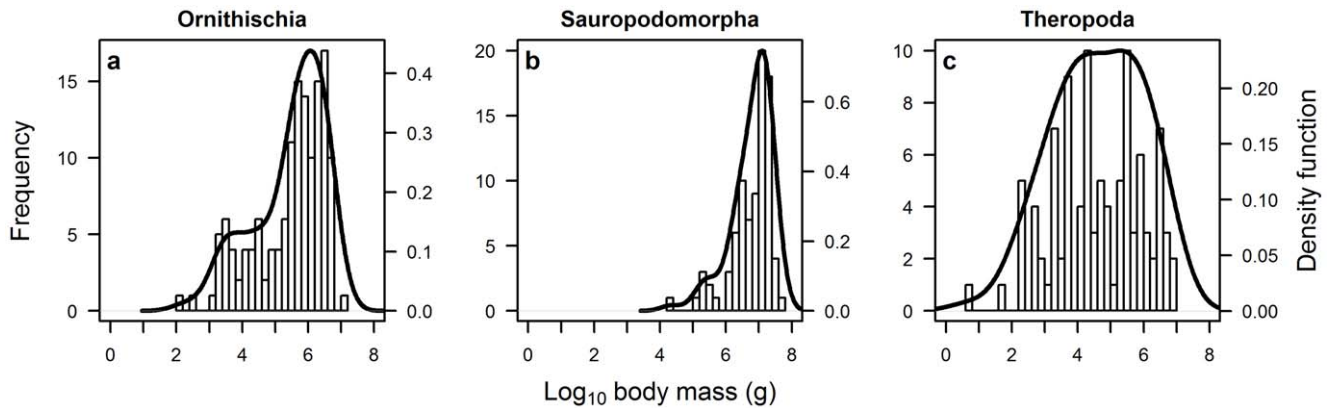 Ornithischia
Sauropodomorpha
Theropoda
a
b
c
Frequency
0
5
10
15
0.0
0.1
0.2
0.3
0.4
0 2 4 6 8
0
5
10
15
20
0.0
0.2
0.4
0.6
0 2 4 6 8
0
2
4
6
8
10
0.00
0.05
0.10
0.15
0.20
0 2 4 6 8
Density function
Log₁₀ body mass (g)